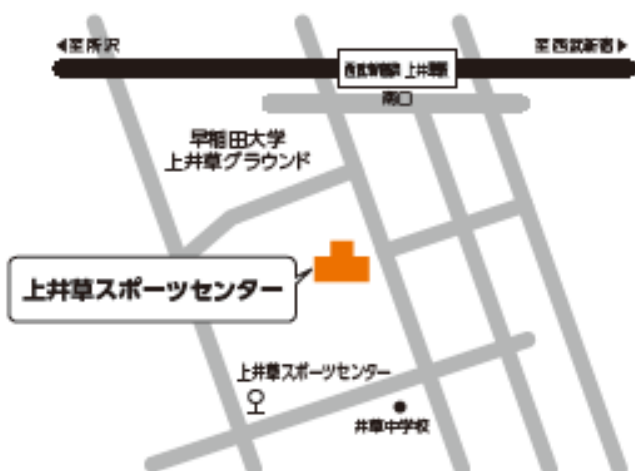 ◀至所沢
至西武新宿▶
西武新宿線 上井草駅
南口
早稲田大学
上井草グラウンド
上井草スポーツセンター
上井草スポーツセンター
井草中学校